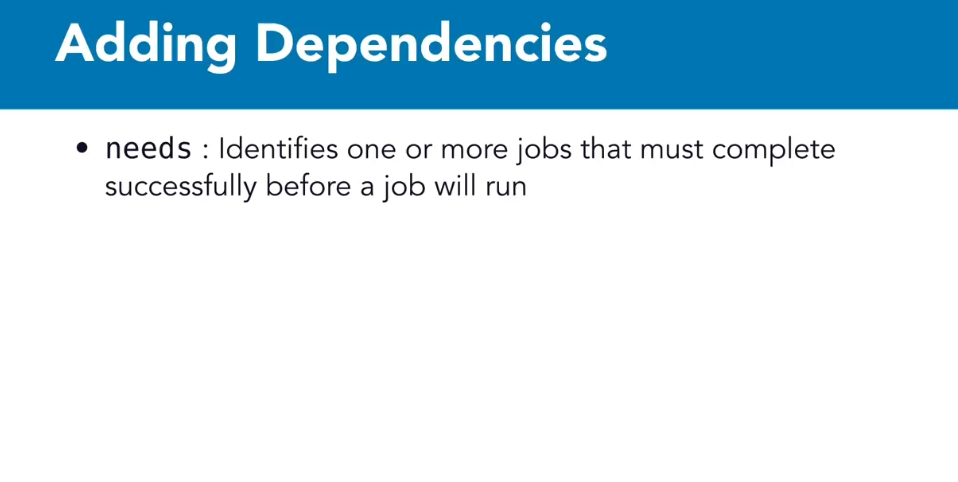 Adding Dependencies
• needs : Identifies one or more jobs that must complete
successfully before a job will run